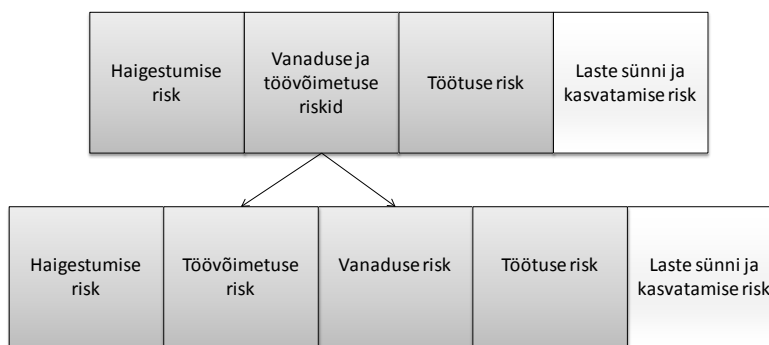 Haigestumise
risk
Vanaduse ja
töövõimetuse
riskid
Töötuse risk
Laste sünni ja
kasvatamise risk
Haigestumise
risk
Töövõimetuse
risk
Vanaduse risk
Töötuse risk
Laste sünni ja
kasvatamise risk